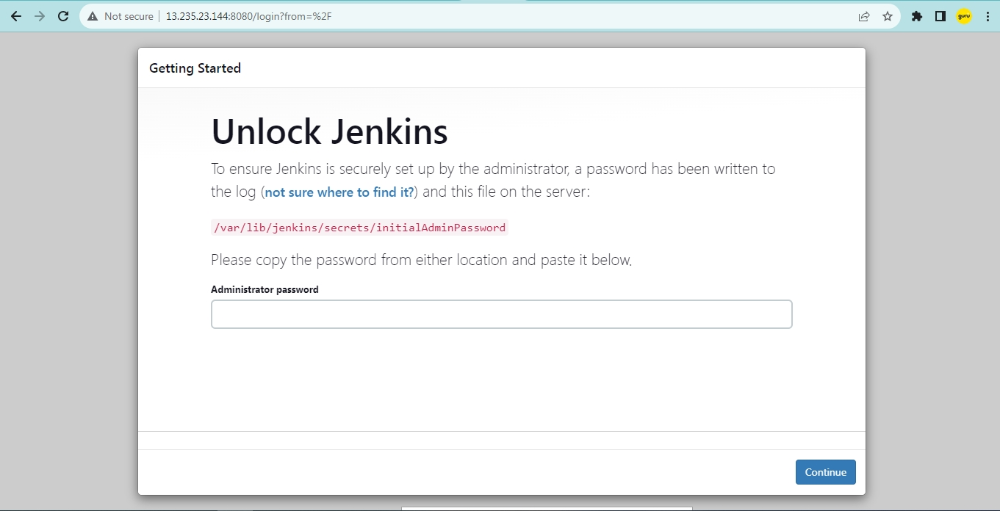 Not secure | 13.235.23.144:8080/login?from=%2F
guru
Getting Started
Unlock Jenkins
To ensure Jenkins is securely set up by the administrator, a password has been written to
the log (not sure where to find it?) and this file on the server:
/var/lib/jenkins/secrets/initialAdminPassword
Please copy the password from either location and paste it below.
Administrator password
Continue